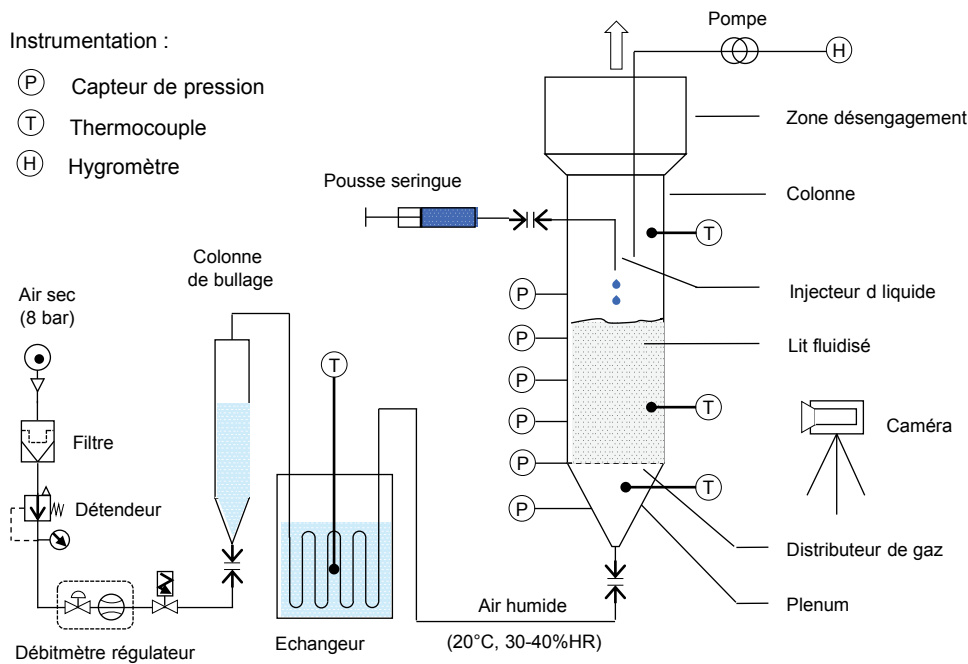 Instrumentation :
P Capteur de pression
T Thermocouple
H Hygromètre
Pompe
H
Zone désengagement
Pousse seringue
Colonne
T
Colonne
de bullage
Air sec
(8 bar)
P
Injecteur d liquide
P
Lit fluidisé
T
P
T
P
Caméra
Filtre
P
T
Détendeur
P
Distributeur de gaz
Air humide
Plenum
(20°C, 30-40%HR)
Echangeur
Débitmètre régulateur